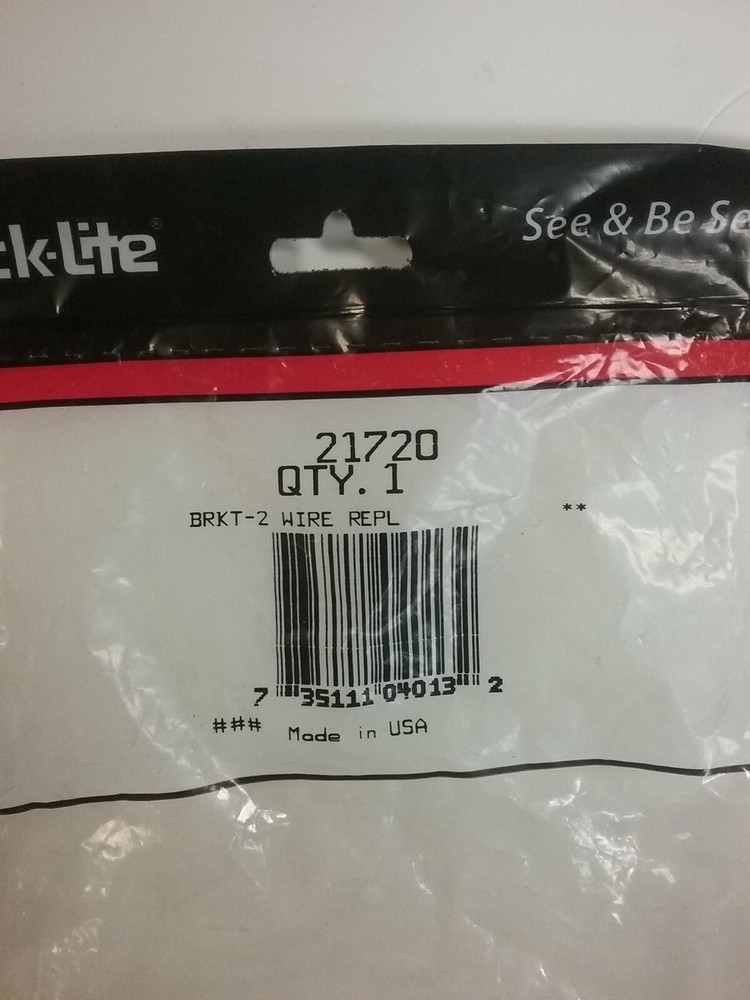 ck-Lite®
See & Be Se
21720
QTY. 1
BRKT-2 WIRE REPL
**
7 35111 04013 2
### Made in USA